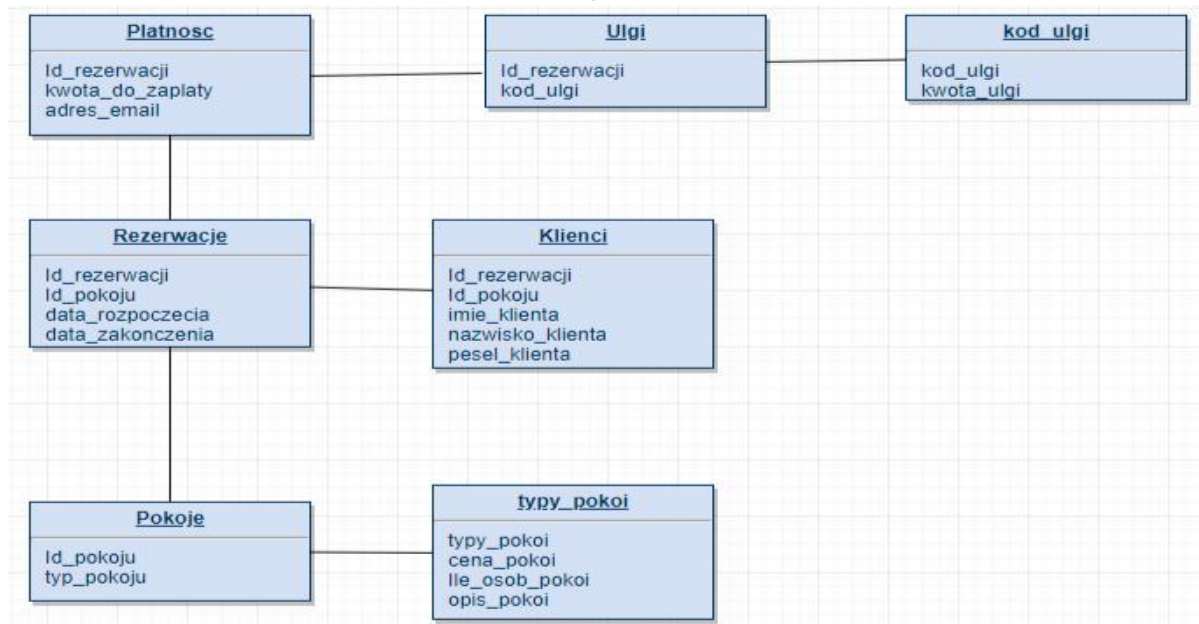 Platnosc
Id_rezerwacji
kwota_do_zaplaty
adres_email
Ulgi
Id_rezerwacji
kod_ulgi
kod_ulgi
kod_ulgi
kwota_ulgi
Rezerwacje
Id_rezerwacji
Id_pokoju
data_rozpoczecia
data_zakonczenia
Klienci
Id_rezerwacji
Id_pokoju
imie_klienta
nazwisko_klienta
pesel_klienta
Pokoje
Id_pokoju
typ_pokoju
typy_pokoi
typy_pokoi
cena_pokoi
Ile_osob_pokoi
opis_pokoi